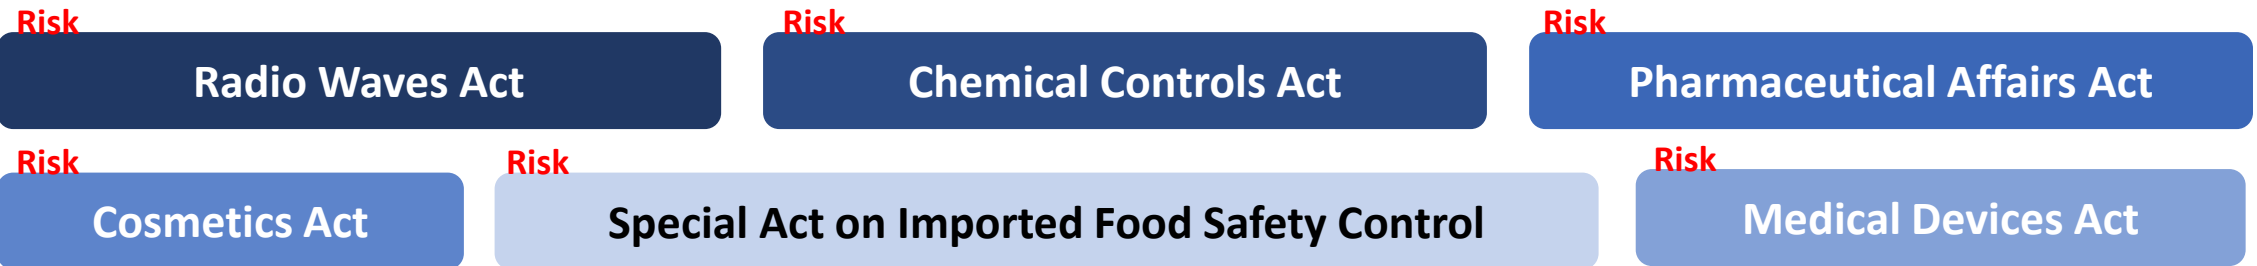 Risk
Radio Waves Act
Risk
Chemical Controls Act
Risk
Pharmaceutical Affairs Act
Risk
Cosmetics Act
Risk
Special Act on Imported Food Safety Control
Risk
Medical Devices Act